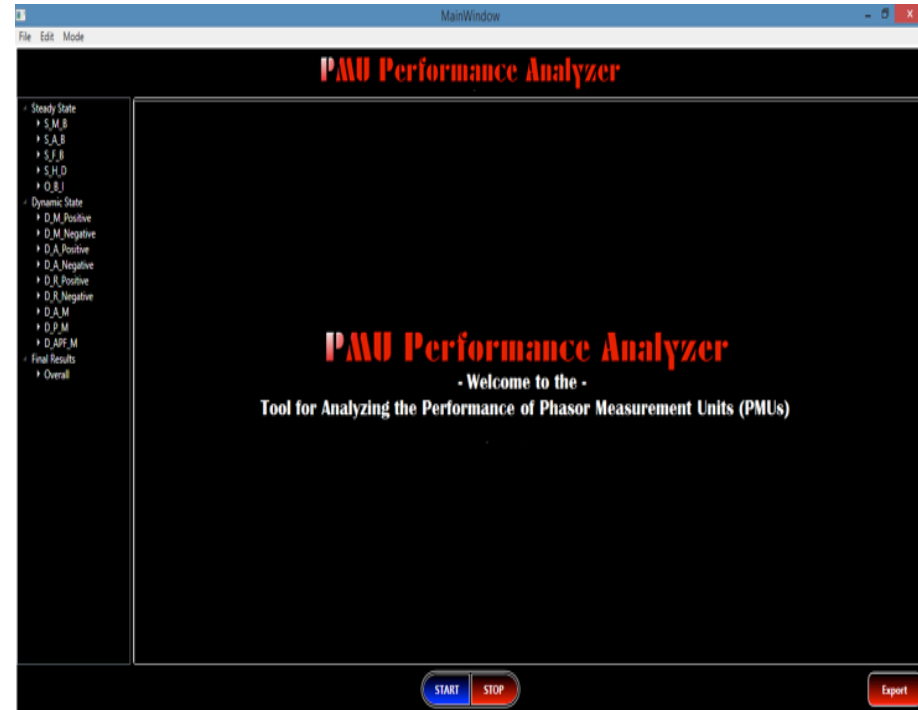 MainWindow
File Edit Mode
PMU Performance Analyzer
Steady State
S_M_B
S_A_B
S_F_B
S_H_D
O_B_I
Dynamic State
D_M_Positive
D_M_Negative
D_A_Positive
D_A_Negative
D_R_Positive
D_R_Negative
D_A_M
D_P_M
D_APF_M
Final Results
Overall
PMU Performance Analyzer
- Welcome to the -
Tool for Analyzing the Performance of Phasor Measurement Units (PMUs)
START STOP
Export